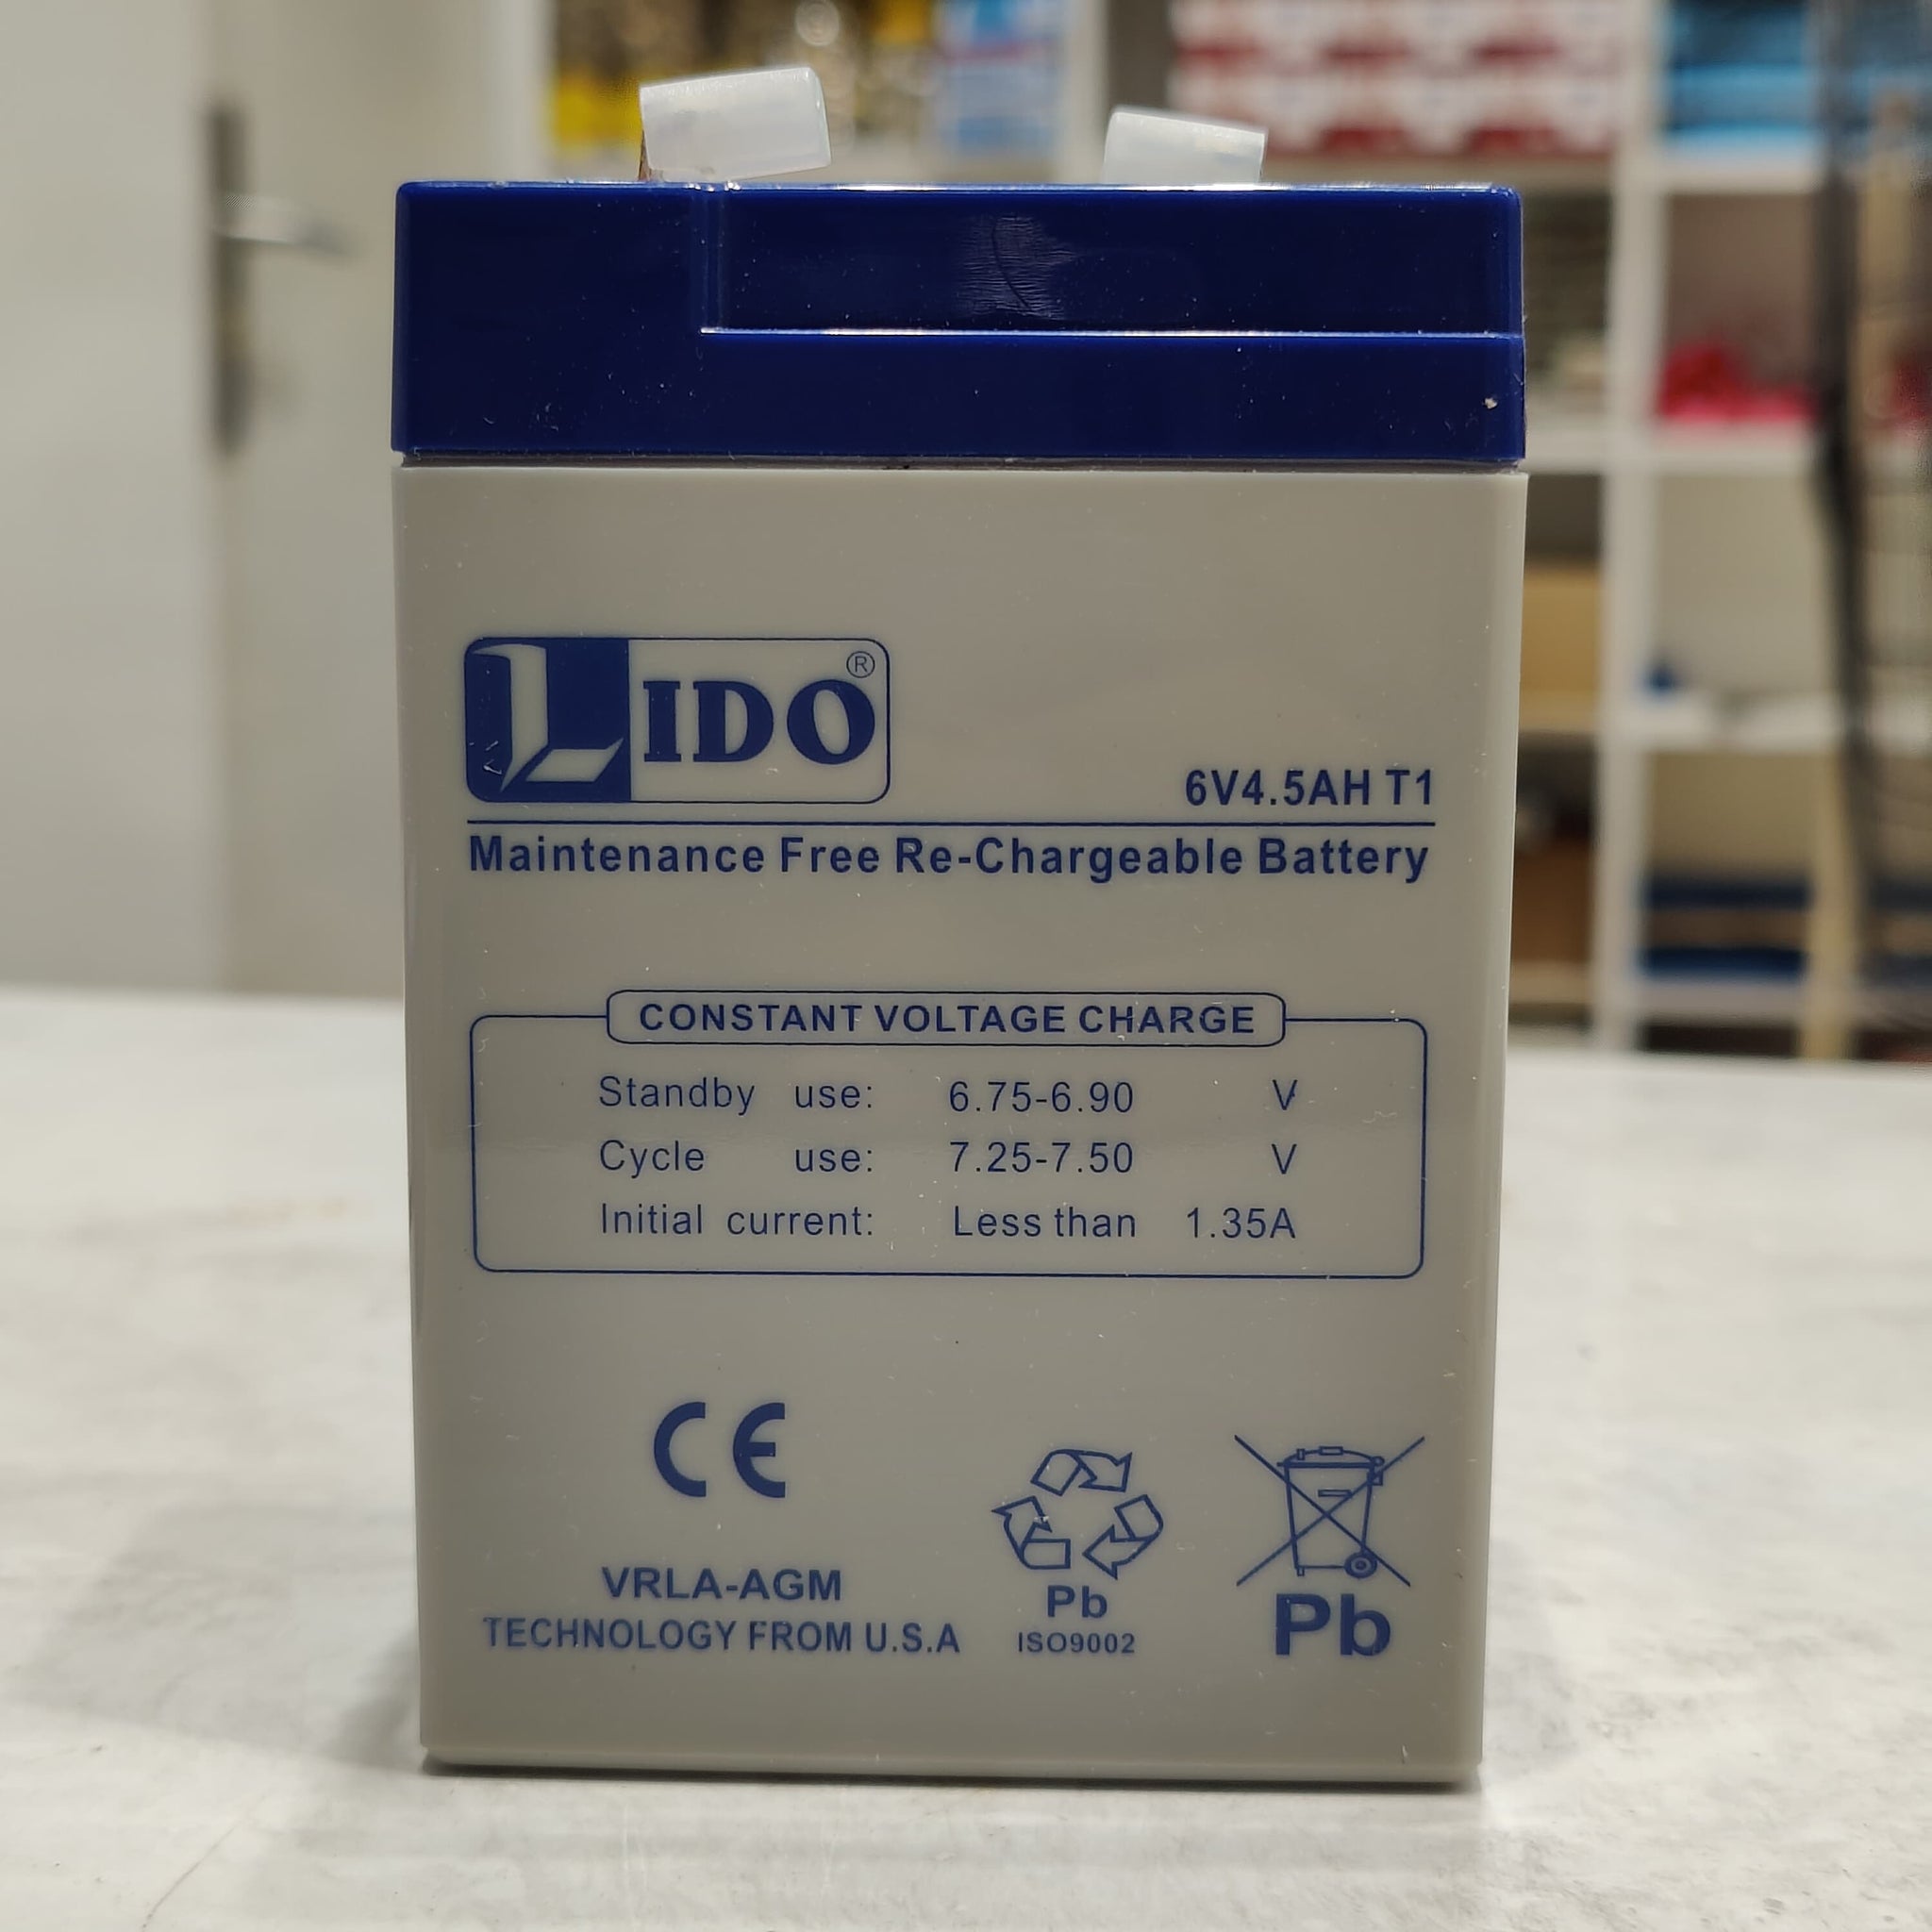 LIDO®
6V4.5AH T1
Maintenance Free Re-Chargeable Battery
CONSTANT VOLTAGE CHARGE
Standby use: 6.75-6.90 V
Cycle use: 7.25-7.50 V
Initial current: Less than 1.35A
CE
VRLA-AGM
TECHNOLOGY FROM U.S.A
Pb
ISO9002
Pb